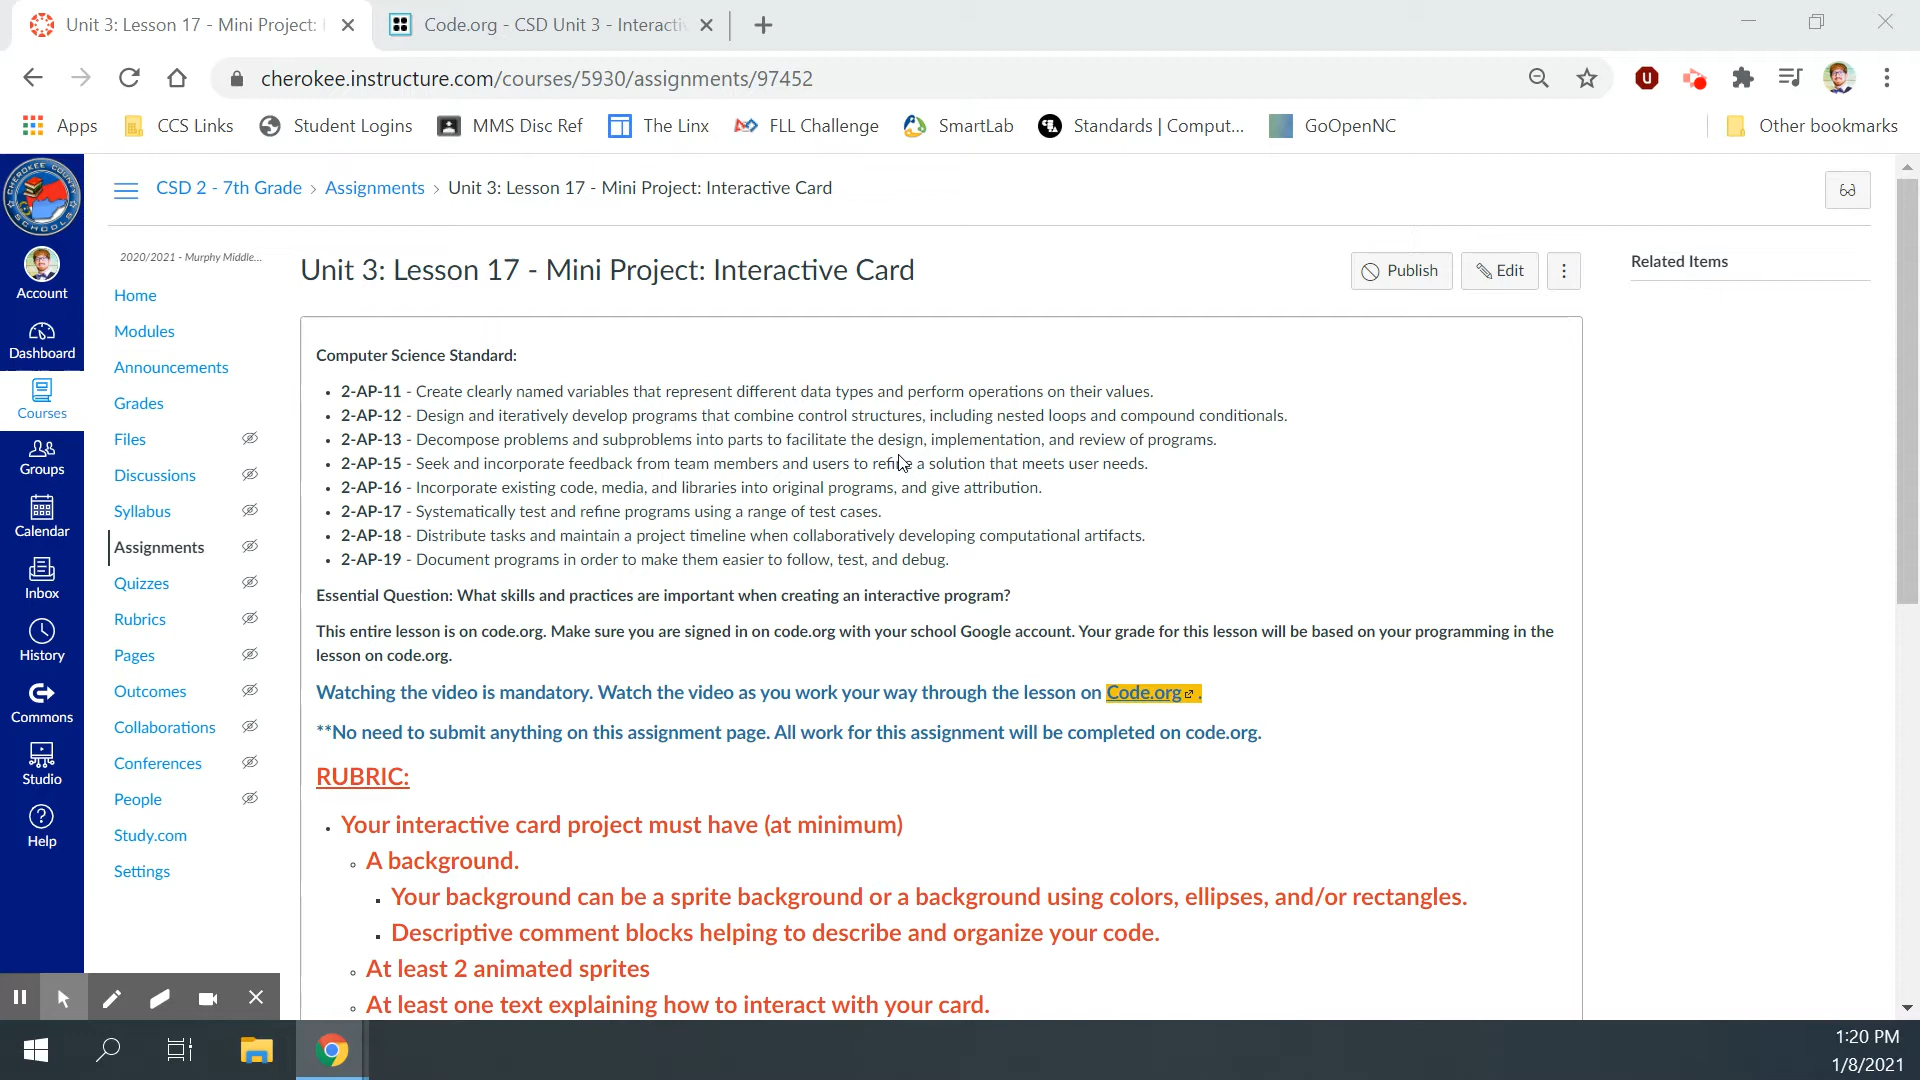 Unit 3: Lesson 17 - Mini Project:
Code.org - CSD Unit 3 - Interacti
cherokee.instructure.com/courses/5930/assignments/97452
Apps
CCS Links
Student Logins
MMS Disc Ref
The Linx
FLL Challenge
SmartLab
Standards | Comput...
GoOpenNC
Other bookmarks
CHEROKEE COUNTY
SCHOOLS
CSD 2 - 7th Grade › Assignments › Unit 3: Lesson 17 - Mini Project: Interactive Card
2020/2021 - Murphy Middle...
Account
Dashboard
Courses
Groups
Calendar
Inbox
History
Commons
Studio
Help
Home
Modules
Announcements
Grades
Files
Discussions
Syllabus
Assignments
Quizzes
Rubrics
Pages
Outcomes
Collaborations
Conferences
People
Study.com
Settings
Unit 3: Lesson 17 - Mini Project: Interactive Card
Publish
Edit
Related Items
Computer Science Standard:
• 2-AP-11 - Create clearly named variables that represent different data types and perform operations on their values.
• 2-AP-12 - Design and iteratively develop programs that combine control structures, including nested loops and compound conditionals.
• 2-AP-13 - Decompose problems and subproblems into parts to facilitate the design, implementation, and review of programs.
• 2-AP-15 - Seek and incorporate feedback from team members and users to refine a solution that meets user needs.
• 2-AP-16 - Incorporate existing code, media, and libraries into original programs, and give attribution.
• 2-AP-17 - Systematically test and refine programs using a range of test cases.
• 2-AP-18 - Distribute tasks and maintain a project timeline when collaboratively developing computational artifacts.
• 2-AP-19 - Document programs in order to make them easier to follow, test, and debug.
Essential Question: What skills and practices are important when creating an interactive program?
This entire lesson is on code.org. Make sure you are signed in on code.org with your school Google account. Your grade for this lesson will be based on your programming in the
lesson on code.org.
Watching the video is mandatory. Watch the video as you work your way through the lesson on Code.org .
**No need to submit anything on this assignment page. All work for this assignment will be completed on code.org.
RUBRIC:
• Your interactive card project must have (at minimum)
◦ A background.
▪ Your background can be a sprite background or a background using colors, ellipses, and/or rectangles.
▪ Descriptive comment blocks helping to describe and organize your code.
◦ At least 2 animated sprites
◦ At least one text explaining how to interact with your card.
1:20 PM
1/8/2021